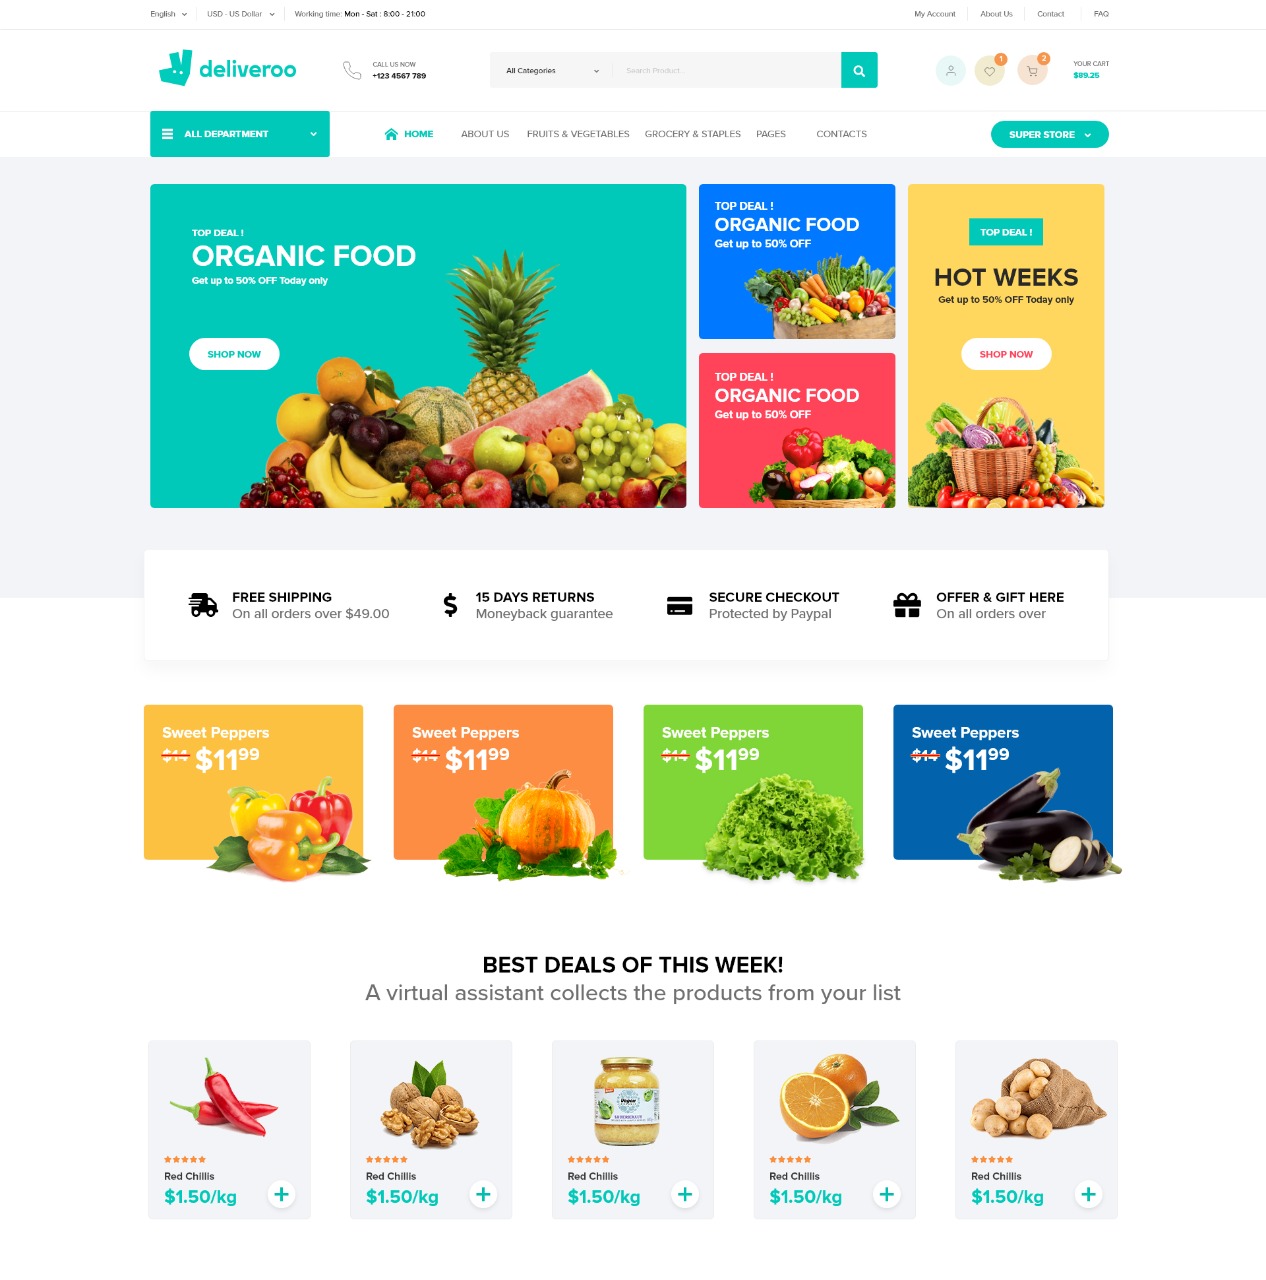 English
USD - US Dollar
Working time: Mon - Sat : 8:00 - 21:00
My Account
About Us
Contact
FAQ
deliveroo
CALL US NOW
+123 4567 789
All Categories
Search Product...
1
2
YOUR CART
$89.25
ALL DEPARTMENT
HOME
ABOUT US
FRUITS & VEGETABLES
GROCERY & STAPLES
PAGES
CONTACTS
SUPER STORE
TOP DEAL !
ORGANIC FOOD
Get up to 50% OFF Today only
SHOP NOW
TOP DEAL !
ORGANIC FOOD
Get up to 50% OFF
TOP DEAL !
ORGANIC FOOD
Get up to 50% OFF
TOP DEAL !
HOT WEEKS
Get up to 50% OFF Today only
SHOP NOW
FREE SHIPPING
On all orders over $49.00
15 DAYS RETURNS
Moneyback guarantee
SECURE CHECKOUT
Protected by Paypal
OFFER & GIFT HERE
On all orders over
Sweet Peppers
$14 $1199
Sweet Peppers
$14 $1199
Sweet Peppers
$14 $1199
Sweet Peppers
$14 $1199
BEST DEALS OF THIS WEEK!
A virtual assistant collects the products from your list
Red Chillis
$1.50/kg
Red Chillis
$1.50/kg
Red Chillis
$1.50/kg
Red Chillis
$1.50/kg
Red Chillis
$1.50/kg